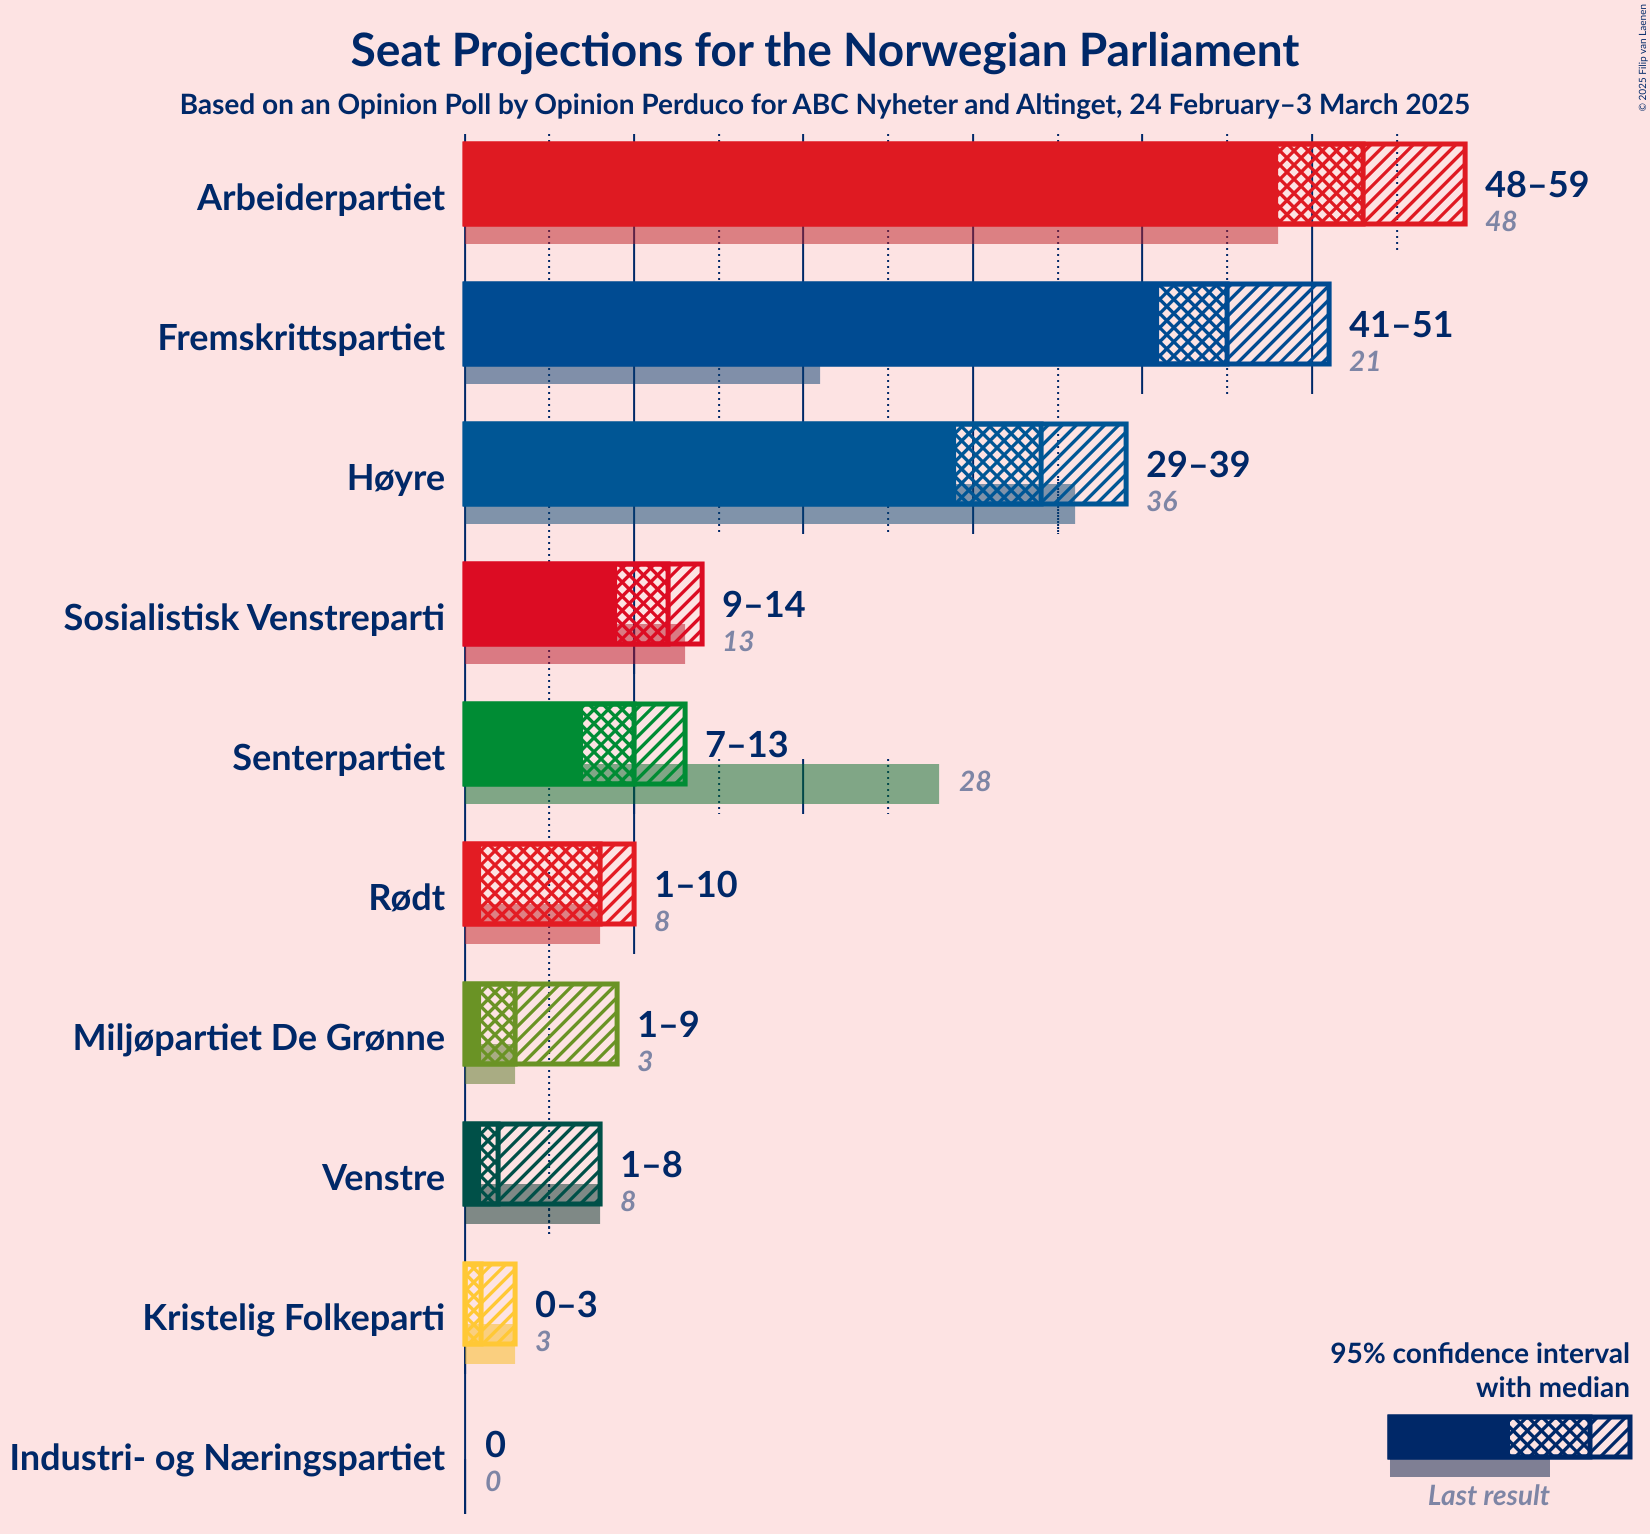 Seat Projections for the Norwegian Parliament
Based on an Opinion Poll by Opinion Perduco for ABC Nyheter and Altinget, 24 February–3 March 2025
© 2025 Filip van Laenen
Arbeiderpartiet
48–59
48
Fremskrittspartiet
41–51
21
Høyre
29–39
36
Sosialistisk Venstreparti
9–14
13
Senterpartiet
7–13
28
Rødt
1–10
8
Miljøpartiet De Grønne
1–9
3
Venstre
1–8
8
Kristelig Folkeparti
0–3
3
Industri- og Næringspartiet
0
0
95% confidence interval
with median
Last result